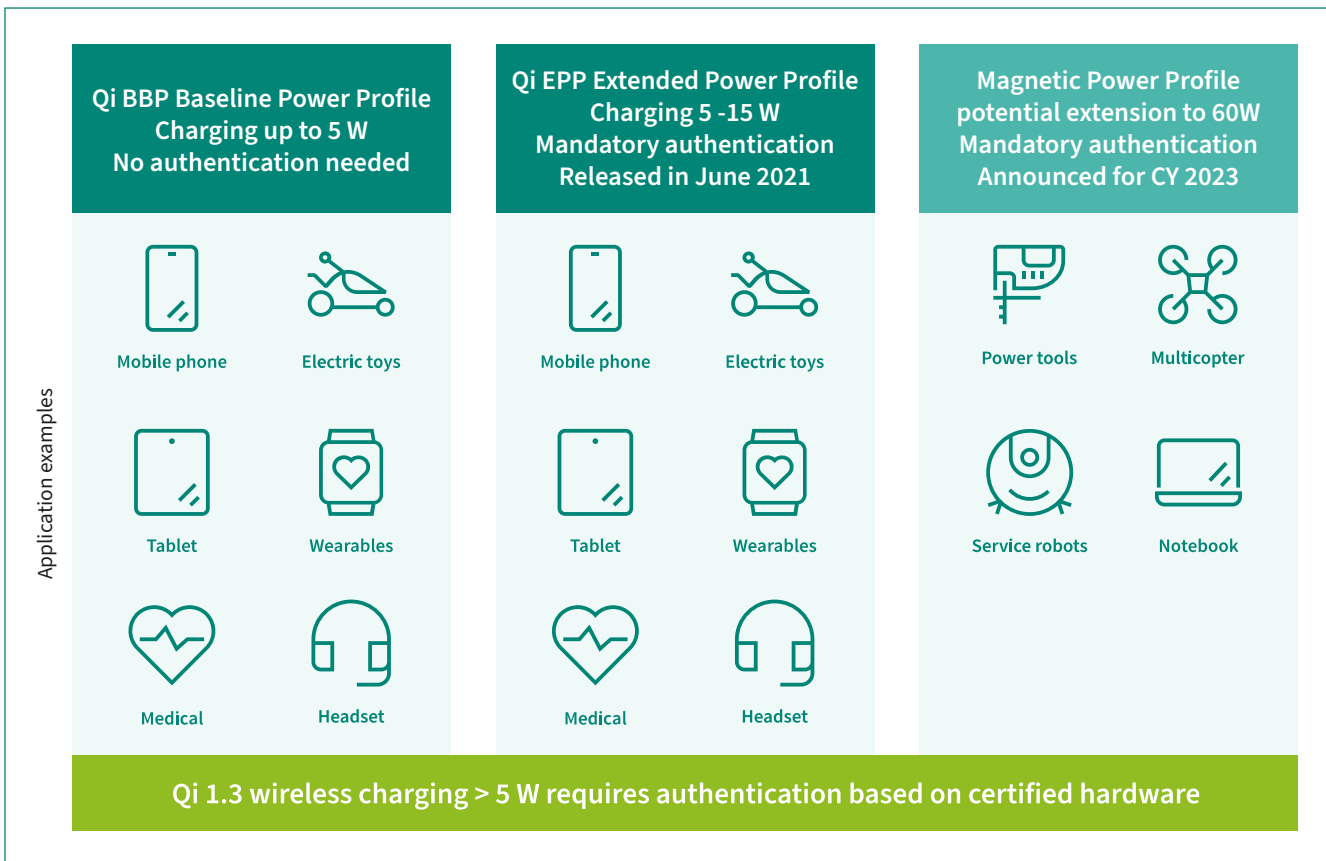 Qi BBP Baseline Power Profile
Charging up to 5 W
No authentication needed
Qi EPP Extended Power Profile
Charging 5 -15 W
Mandatory authentication
Released in June 2021
Magnetic Power Profile
potential extension to 60W
Mandatory authentication
Announced for CY 2023
Application examples
Mobile phone
Electric toys
Tablet
Wearables
Medical
Headset
Mobile phone
Electric toys
Tablet
Wearables
Medical
Headset
Power tools
Multicopter
Service robots
Notebook
Qi 1.3 wireless charging > 5 W requires authentication based on certified hardware